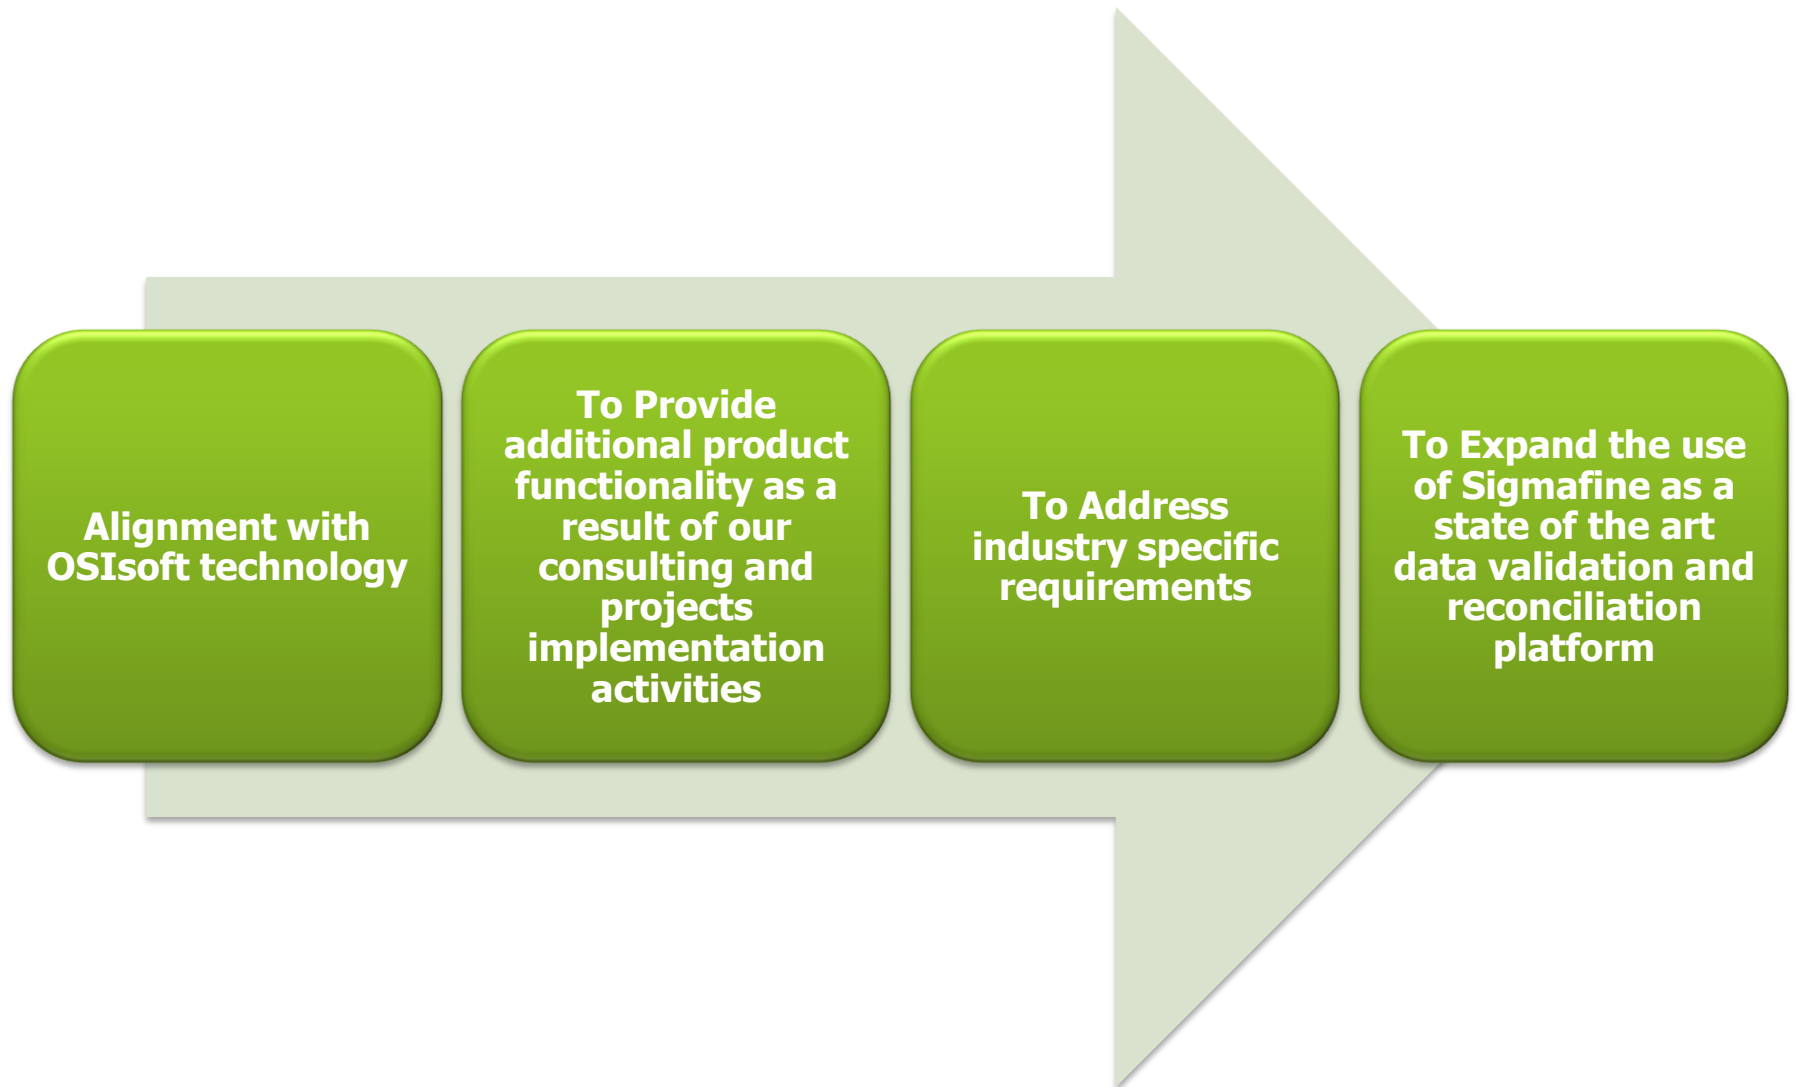 Alignment with
OSIsoft technology
To Provide
additional product
functionality as a
result of our
consulting and
projects
implementation
activities
To Address
industry specific
requirements
To Expand the use
of Sigmafine as a
state of the art
data validation and
reconciliation
platform